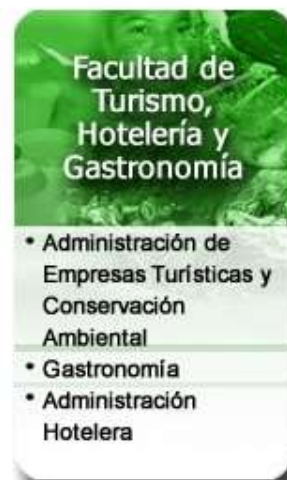 Facultad de
Turismo,
Hotelería y
Gastronomía
• Administración de
Empresas Turísticas y
Conservación
Ambiental
• Gastronomía
• Administración
Hotelera